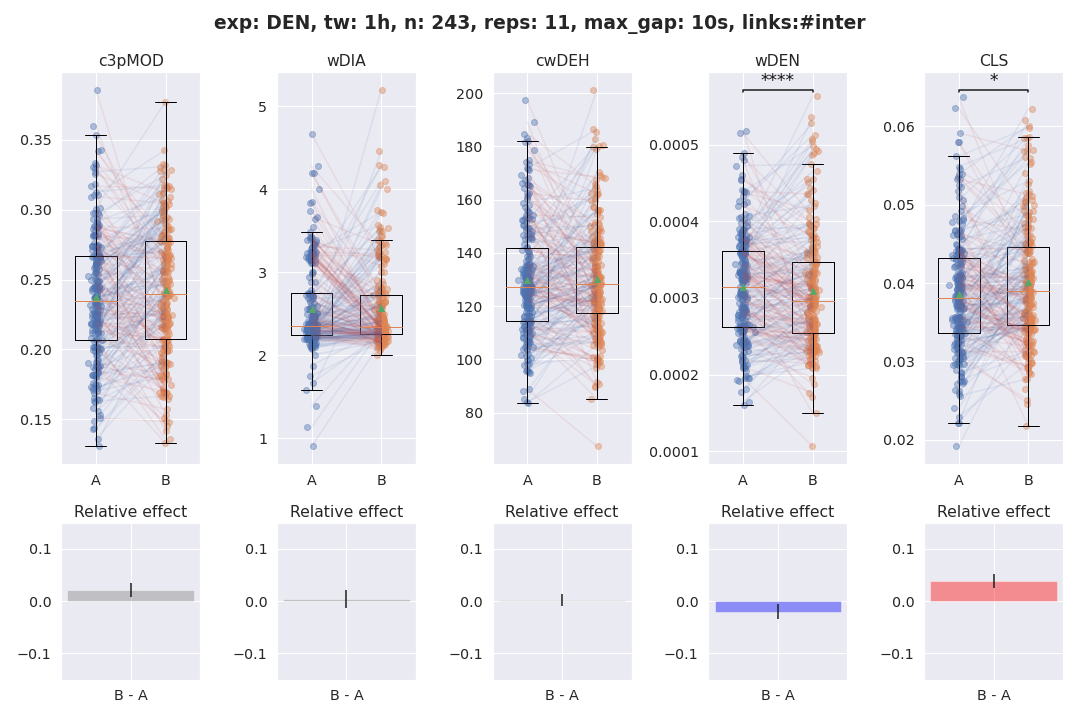 exp: DEN, tw: 1h, n: 243, reps: 11, max_gap: 10s, links:#inter
c3pMOD wDIA cwDEH wDEN CLS
**** *
0.35 0.30 0.25 0.20 0.15
5 4 3 2 1
200 180 160 140 120 100 80
0.0005 0.0004 0.0003 0.0002 0.0001
0.06 0.05 0.04 0.03 0.02
A B A B A B A B A B
Relative effect Relative effect Relative effect Relative effect Relative effect
0.1 0.1 0.1 0.1 0.1
0.0 0.0 0.0 0.0 0.0
−0.1 −0.1 −0.1 −0.1 −0.1
B - A B - A B - A B - A B - A